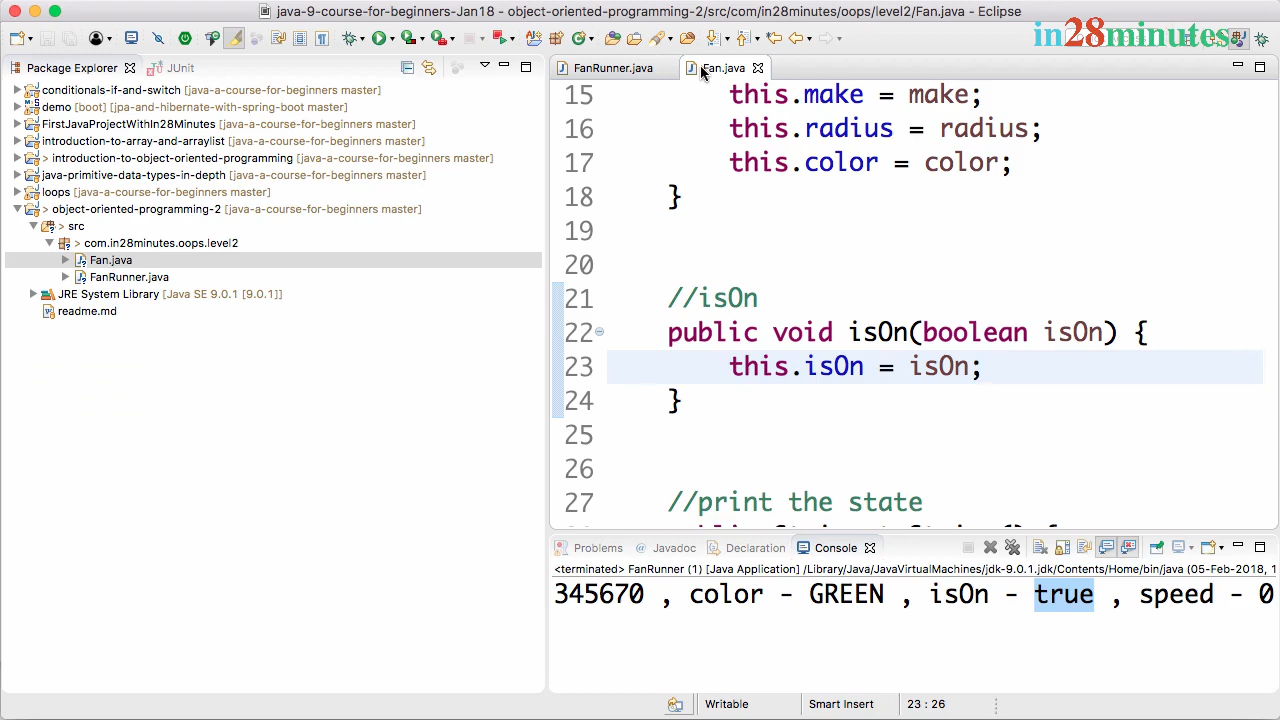 java-9-course-for-beginners-Jan18 - object-oriented-programming-2/src/com/in28minutes/oops/level2/Fan.java - Eclipse
in28minutes
Package Explorer
JUnit
conditionals-if-and-switch [java-a-course-for-beginners master]
demo [boot] [jpa-and-hibernate-with-spring-boot master]
FirstJavaProjectWithIn28Minutes [java-a-course-for-beginners master]
introduction-to-array-and-arraylist [java-a-course-for-beginners master]
> introduction-to-object-oriented-programming [java-a-course-for-beginners master]
java-primitive-data-types-in-depth [java-a-course-for-beginners master]
loops [java-a-course-for-beginners master]
> object-oriented-programming-2 [java-a-course-for-beginners master]
> src
> com.in28minutes.oops.level2
Fan.java
FanRunner.java
JRE System Library [Java SE 9.0.1 [9.0.1]]
readme.md
FanRunner.java
Fan.java
15 this.make = make;
16 this.radius = radius;
17 this.color = color;
18 }
19
20
21 //isOn
22 public void isOn(boolean isOn) {
23 this.isOn = isOn;
24 }
25
26
27 //print the state
Problems
Javadoc
Declaration
Console
<terminated> FanRunner (1) [Java Application] /Library/Java/JavaVirtualMachines/jdk-9.0.1.jdk/Contents/Home/bin/java (05-Feb-2018, 1
345670 , color - GREEN , isOn - true , speed - 0
Writable
Smart Insert
23 : 26